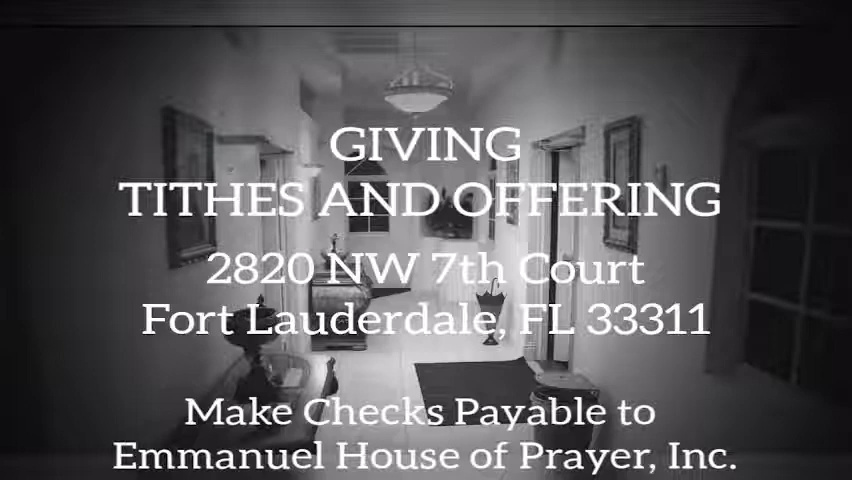 GIVING
TITHES AND OFFERING
2820 NW 7th Court
Fort Lauderdale, FL 33311
Make Checks Payable to
Emmanuel House of Prayer, Inc.